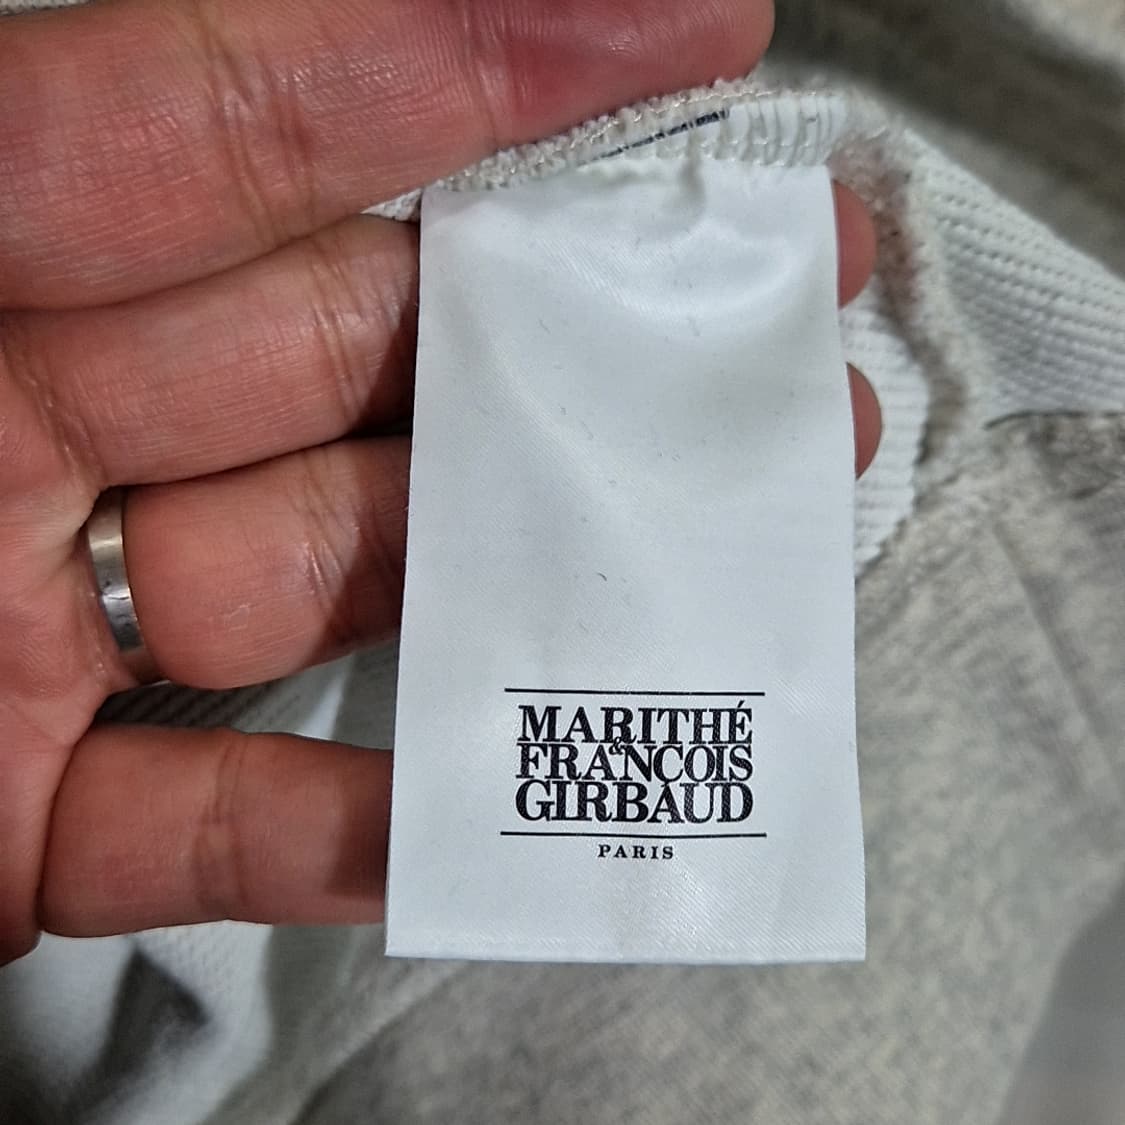 MARITHÉ
&
FRANÇOIS
GIRBAUD
PARIS